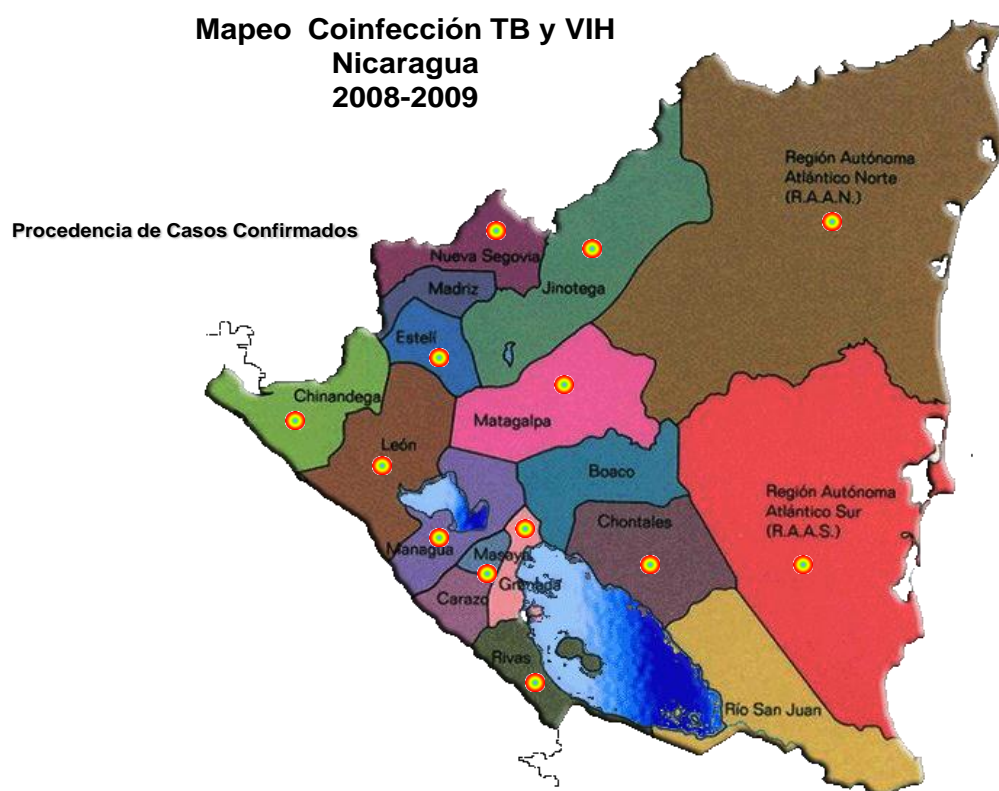 Mapeo Coinfección TB y VIH
Nicaragua
2008-2009
Región Autónoma
Atlántico Norte
(R.A.A.N.)
Procedencia de Casos Confirmados
Nueva Segovia
Madriz
Jinotega
Estelí
Chinandega
Matagalpa
León
Boaco
Región Autónoma
Atlántico Sur
(R.A.A.S.)
Chontales
Managua
Masaya
Granada
Carazo
Rivas
Río San Juan